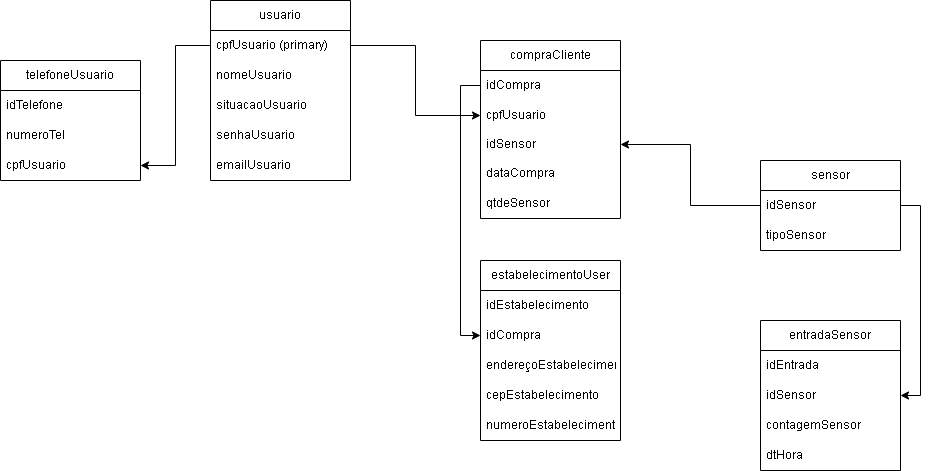 usuario
cpfUsuario (primary)
nomeUsuario
situacaoUsuario
senhaUsuario
emailUsuario
telefoneUsuario
idTelefone
numeroTel
cpfUsuario
compraCliente
idCompra
cpfUsuario
idSensor
dataCompra
qtdeSensor
sensor
idSensor
tipoSensor
estabelecimentoUser
idEstabelecimento
idCompra
endereçoEstabelecimen
cepEstabelecimento
numeroEstabeleciment
entradaSensor
idEntrada
idSensor
contagemSensor
dtHora